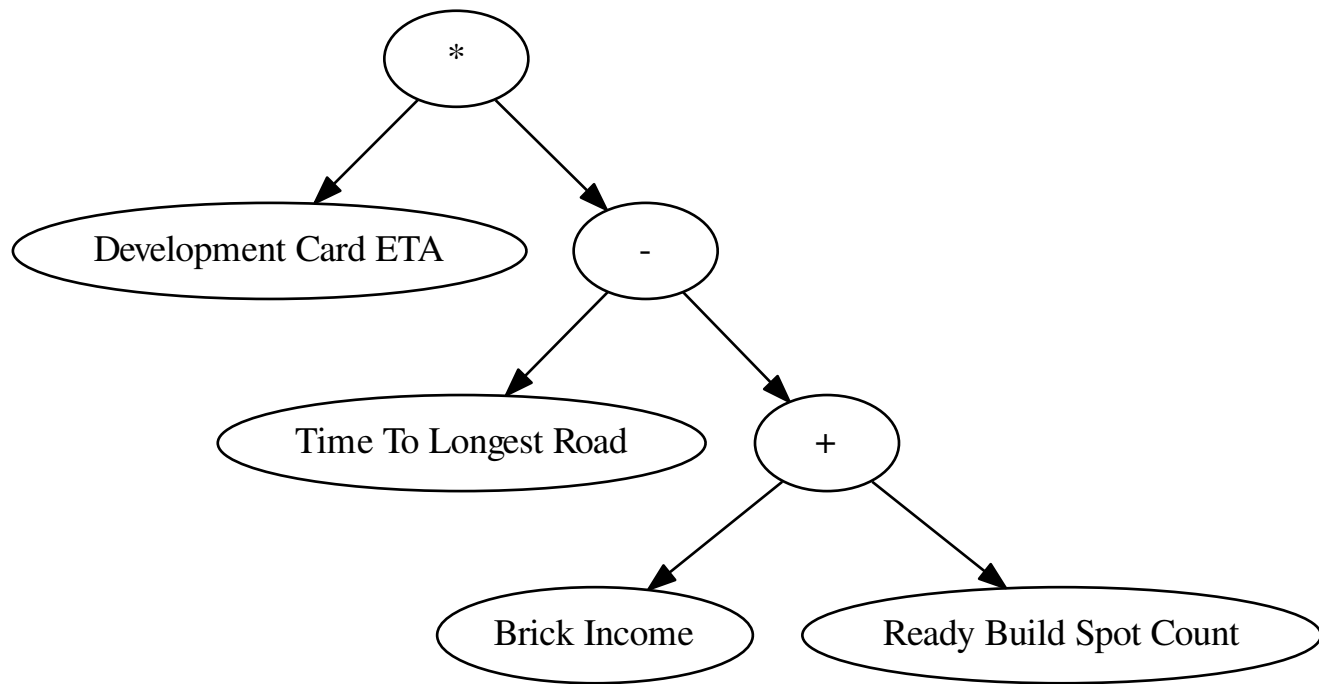 *
Development Card ETA
-
Time To Longest Road
+
Brick Income
Ready Build Spot Count